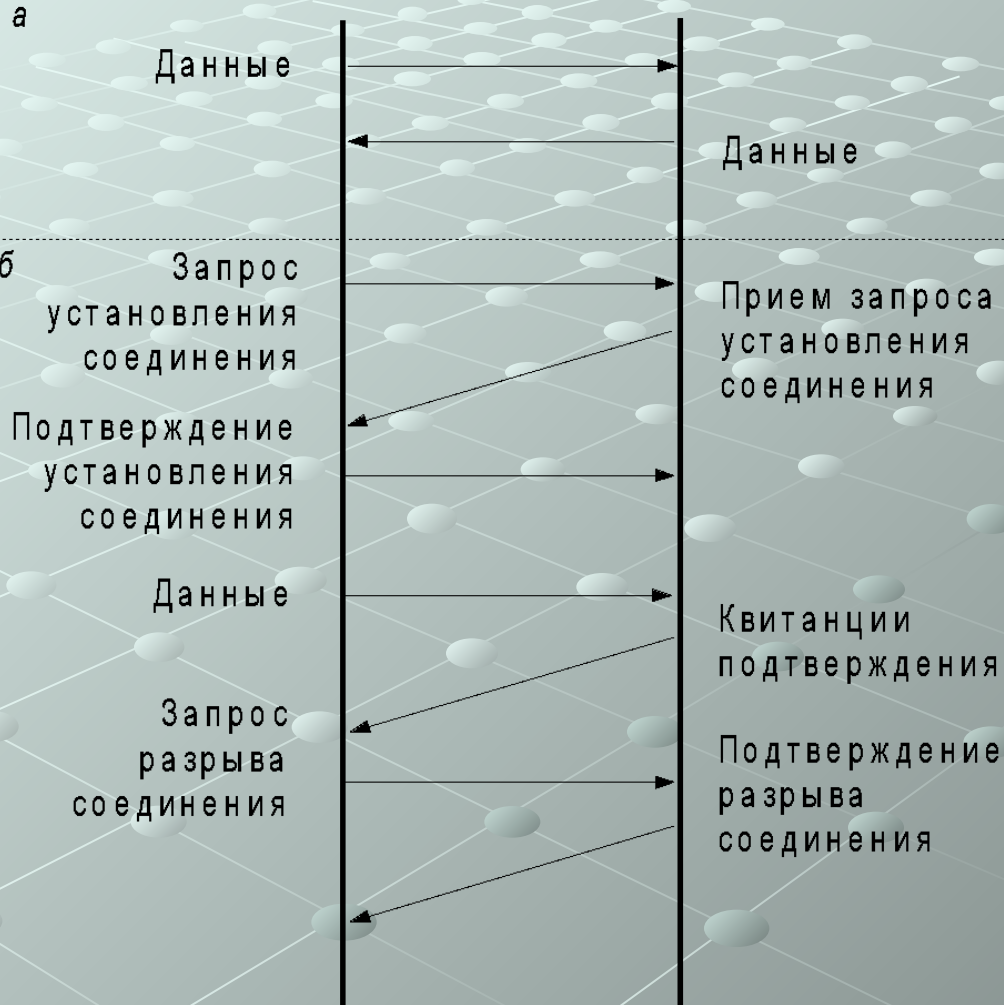 а
Данные
Данные
б
Запрос
установления
соединения
Прием запроса
установления
соединения
Подтверждение
установления
соединения
Данные
Квитанции
подтверждения
Запрос
разрыва
соединения
Подтверждение
разрыва
соединения